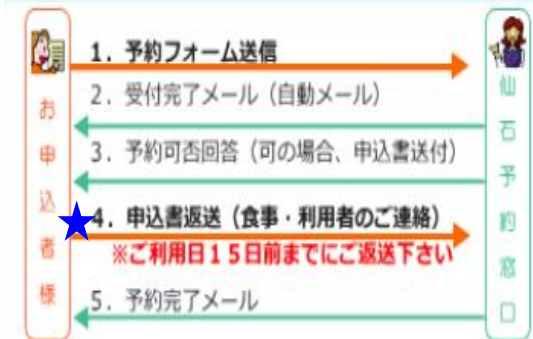 1．予約フォーム送信
2．受付完了メール（自動メール）
3．予約可否回答（可の場合、申込書送付）
4．申込書返送（食事・利用者のご連絡）
※ご利用日１５日前までにご返送下さい
5．予約完了メール
お申込者様
仙石予約窓口